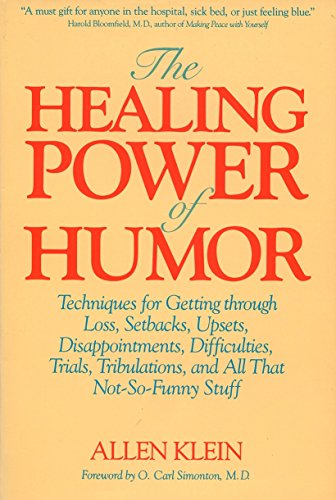 "A must gift for anyone in the hospital, sick bed, or just feeling blue."
Harold Bloomfield, M.D., author of Making Peace with Yourself
The
HEALING
POWER
of
HUMOR
Techniques for Getting through
Loss, Setbacks, Upsets,
Disappointments, Difficulties,
Trials, Tribulations, and All That
Not-So-Funny Stuff
ALLEN KLEIN
Foreword by O. Carl Simonton, M.D.